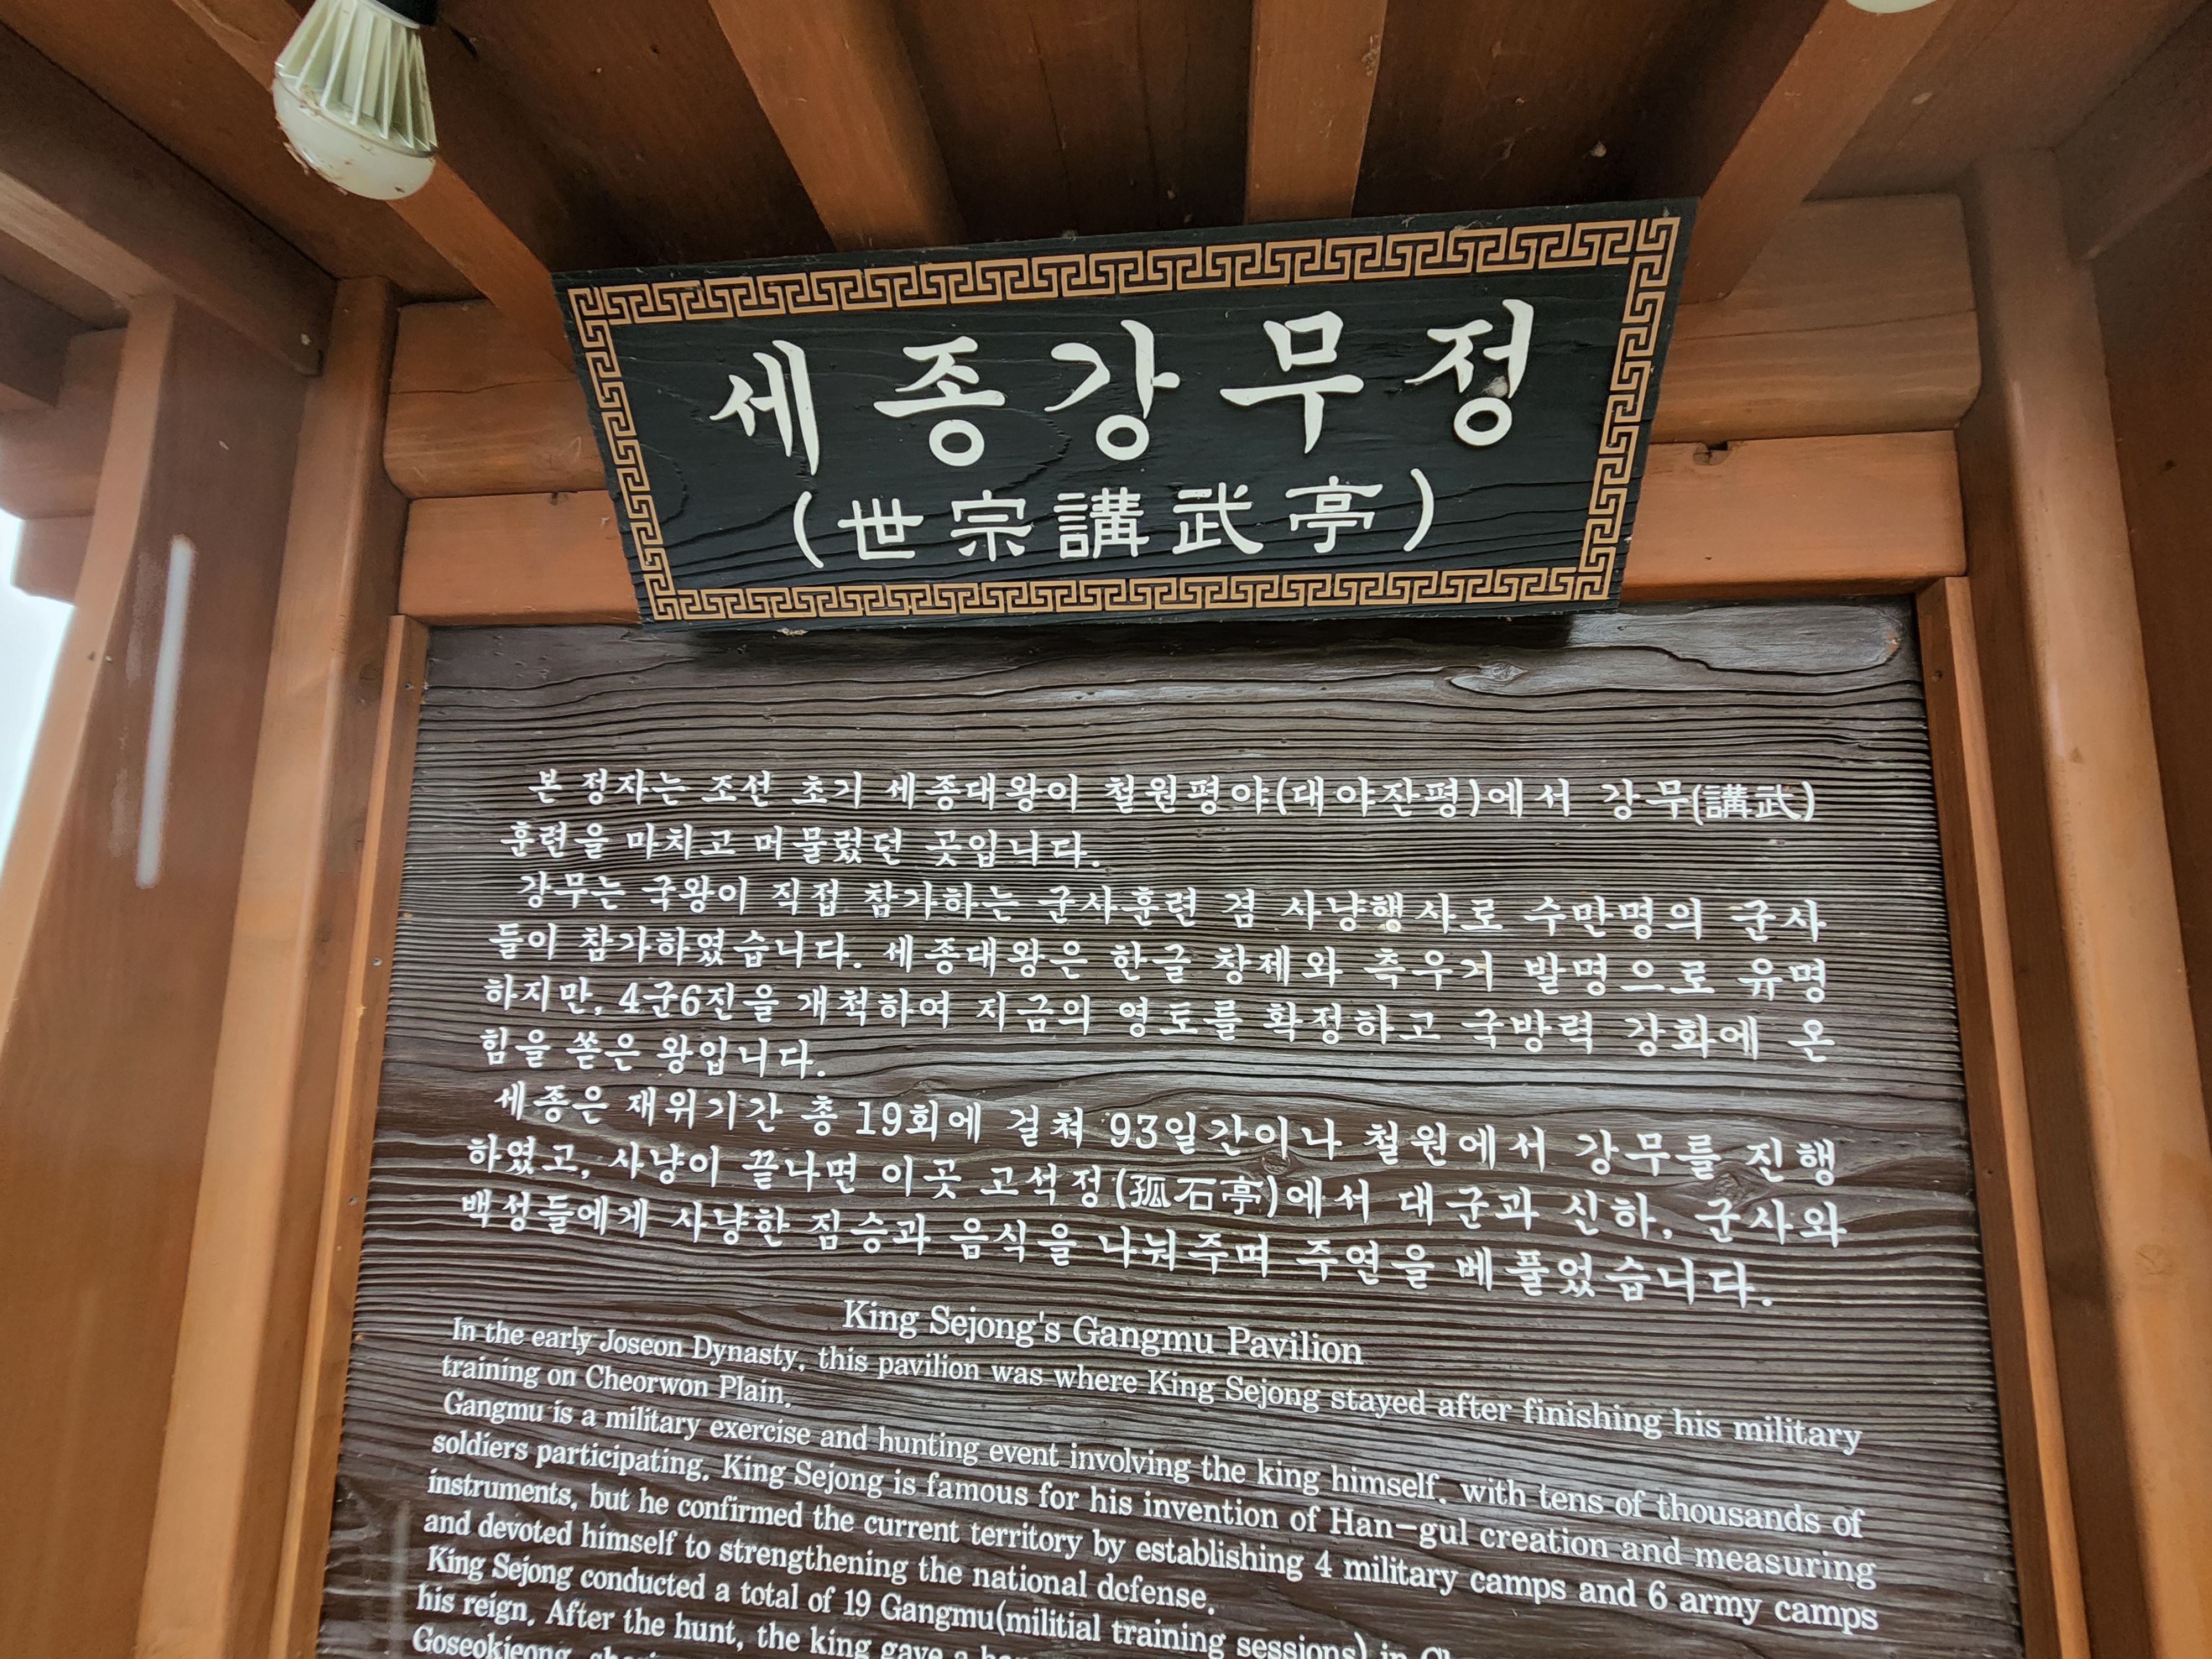 세종강무정
(世宗講武亭)
본 정자는 조선 초기 세종대왕이 철원평야(대야잔평)에서 강무(講武)
훈련을 마치고 머물렀던 곳입니다.
강무는 국왕이 직접 참가하는 군사훈련 겸 사냥행사로 수만명의 군사
들이 참가하였습니다. 세종대왕은 한글 창제와 측우기 발명으로 유명
하지만, 4군6진을 개척하여 지금의 영토를 확정하고 국방력 강화에 온
힘을 쏟은 왕입니다.
세종은 재위기간 총 19회에 걸쳐 93일간이나 철원에서 강무를 진행
하였고, 사냥이 끝나면 이곳 고석정(孤石亭)에서 대군과 신하, 군사와
백성들에게 사냥한 짐승과 음식을 나눠주며 주연을 베풀었습니다.
King Sejong's Gangmu Pavilion
In the early Joseon Dynasty, this pavilion was where King Sejong stayed after finishing his military
training on Cheorwon Plain.
Gangmu is a military exercise and hunting event involving the king himself, with tens of thousands of
soldiers participating. King Sejong is famous for his invention of Han-gul creation and measuring
instruments, but he confirmed the current territory by establishing 4 military camps and 6 army camps
and devoted himself to strengthening the national defense.
King Sejong conducted a total of 19 Gangmu(militial training sessions) in
his reign. After the hunt, the king gave a
Goseokjeong,